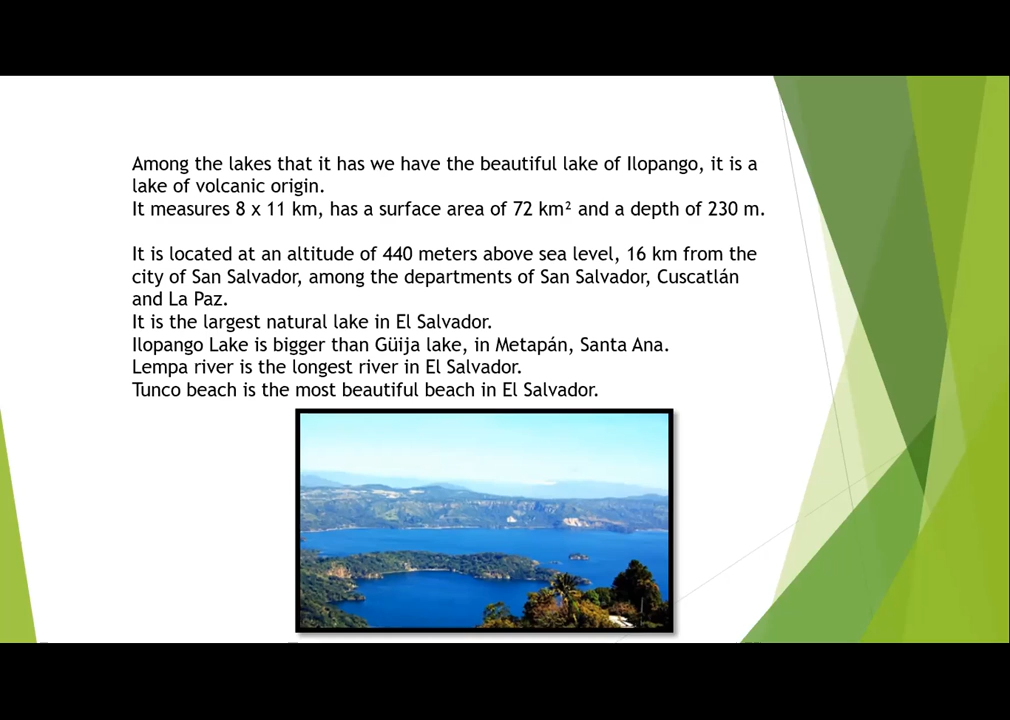 Among the lakes that it has we have the beautiful lake of Ilopango, it is a
lake of volcanic origin.
It measures 8 x 11 km, has a surface area of 72 km² and a depth of 230 m.
It is located at an altitude of 440 meters above sea level, 16 km from the
city of San Salvador, among the departments of San Salvador, Cuscatlán
and La Paz.
It is the largest natural lake in El Salvador.
Ilopango Lake is bigger than Güija lake, in Metapán, Santa Ana.
Lempa river is the longest river in El Salvador.
Tunco beach is the most beautiful beach in El Salvador.